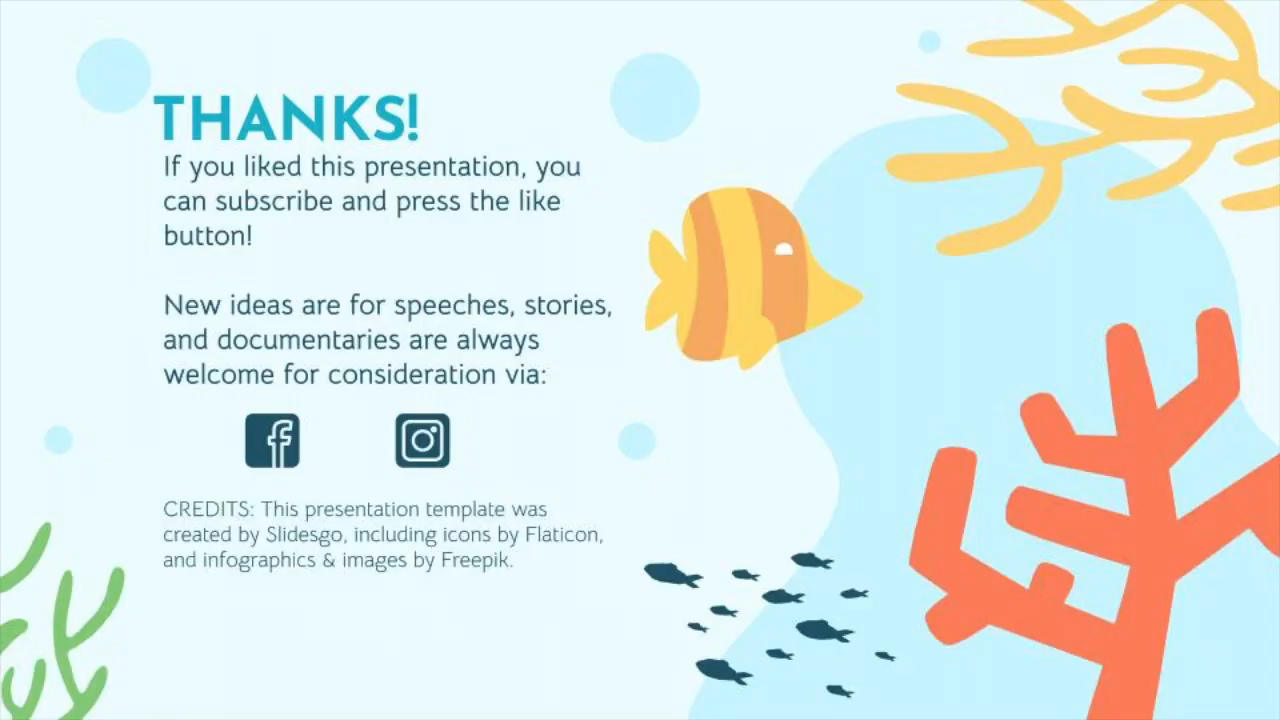 THANKS!
If you liked this presentation, you
can subscribe and press the like
button!
New ideas are for speeches, stories,
and documentaries are always
welcome for consideration via:
CREDITS: This presentation template was
created by Slidesgo, including icons by Flaticon,
and infographics & images by Freepik.